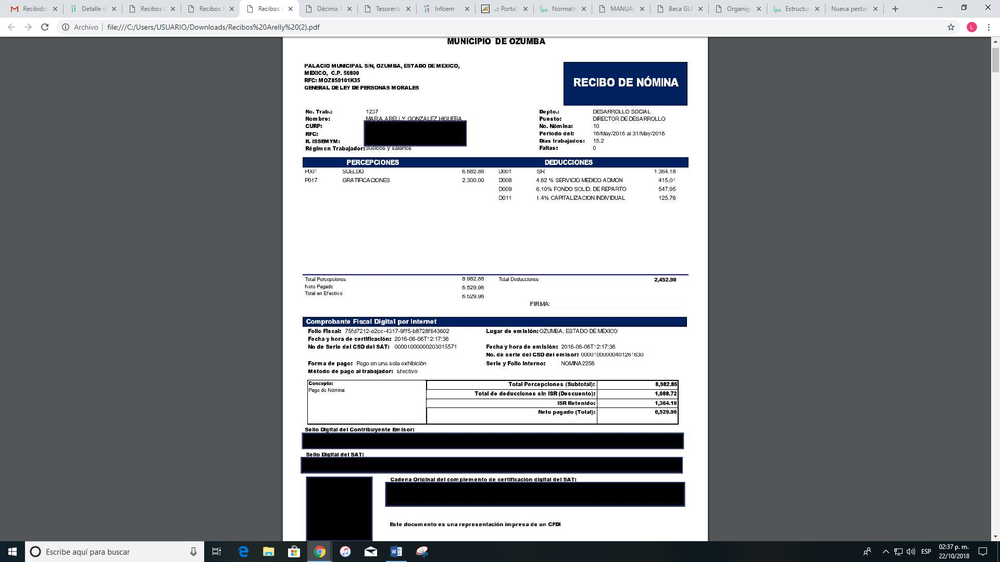 Recibidos
Detalle d
Recibos D
Recibos F
Recibos A
Décima T
Tesorería
Infoem
..:: Portal
Normativ
MANUAL
Beca GLF
Organigr
Estructur
Nueva pestañ
Archivo
file:///C:/Users/USUARIO/Downloads/Recibos%20Arelly%20(2).pdf
L
MUNICIPIO DE OZUMBA
PALACIO MUNICIPAL S/N, OZUMBA, ESTADO DE MEXICO,
MEXICO, C.P. 56800
RFC: MOZ850101K35
GENERAL DE LEY DE PERSONAS MORALES
RECIBO DE NÓMINA
No. Trab.: 1237
Nombre: MARIA ARELLY GONZALEZ HIGUERA
CURP:
RFC:
R. ISSEMYM:
Régimen Trabajador: Sueldos y salarios
Depto.: DESARROLLO SOCIAL
Puesto: DIRECTOR DE DESARROLLO
No. Nómina: 10
Periodo del: 16/May/2016 al 31/May/2016
Dias trabajados: 15.2
Faltas: 0
PERCEPCIONES DEDUCCIONES
P001 SUELDO 6.682.86 D001 ISR 1.364.18
P017 GRATIFICACIONES 2.300.00 D008 4.62 % SERVICIO MEDICO ADMON 415.01
D009 6.10% FONDO SOLID. DE REPARTO 547.95
D011 1.4% CAPITALIZACION INDIVIDUAL 125.76
Total Percepciones 8.982.86 Total Deducciones 2,452.90
Neto Pagado 6.529.96
Total en Efectivo 6.529.96
FIRMA:
Comprobante Fiscal Digital por Internet
Folio Fiscal: 75fd7212-e2cc-4317-9ff5-b8728f843602 Lugar de emisión: OZUMBA, ESTADO DE MEXICO
Fecha y hora de certificación: 2016-06-06T12:17:36
No de Serie del CSD del SAT: 00001000000203015571 Fecha y hora de emisión: 2016-06-06T12:17:36
No. de serie del CSD del emisor: 00001000000401261630
Forma de pago: Pago en una sola exhibición Serie y Folio Interno: NOMINA2256
Método de pago al trabajador: Efectivo
Concepto:
Pago de Nómina
Total Percepciones (Subtotal): 8,982.86
Total de deducciones sin ISR (Descuento): 1,088.72
ISR Retenido: 1,364.18
Neto pagado (Total): 6,529.96
Sello Digital del Contribuyente Emisor:
Sello Digital del SAT:
Cadena Original del complemento de certificación digital del SAT:
Este documento es una representación impresa de un CFDI
Escribe aquí para buscar
ESP
02:37 p. m.
22/10/2018